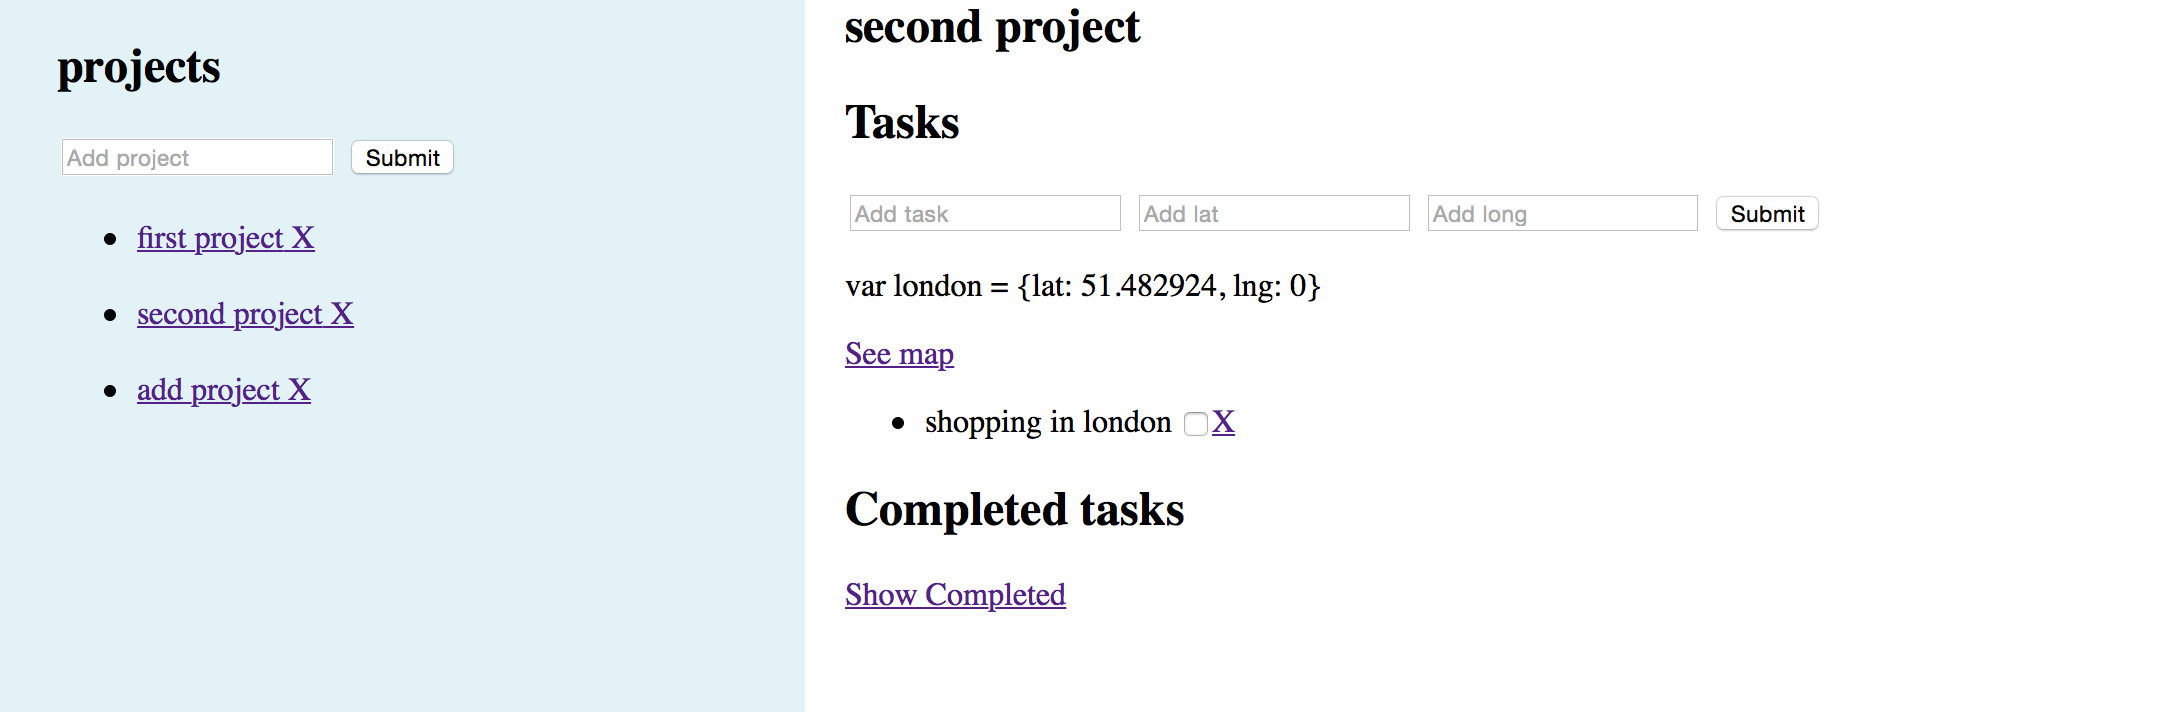 projects
Add project Submit
first project X
second project X
add project X
second project
Tasks
Add task Add lat Add long Submit
var london = {lat: 51.482924, lng: 0}
See map
shopping in london X
Completed tasks
Show Completed